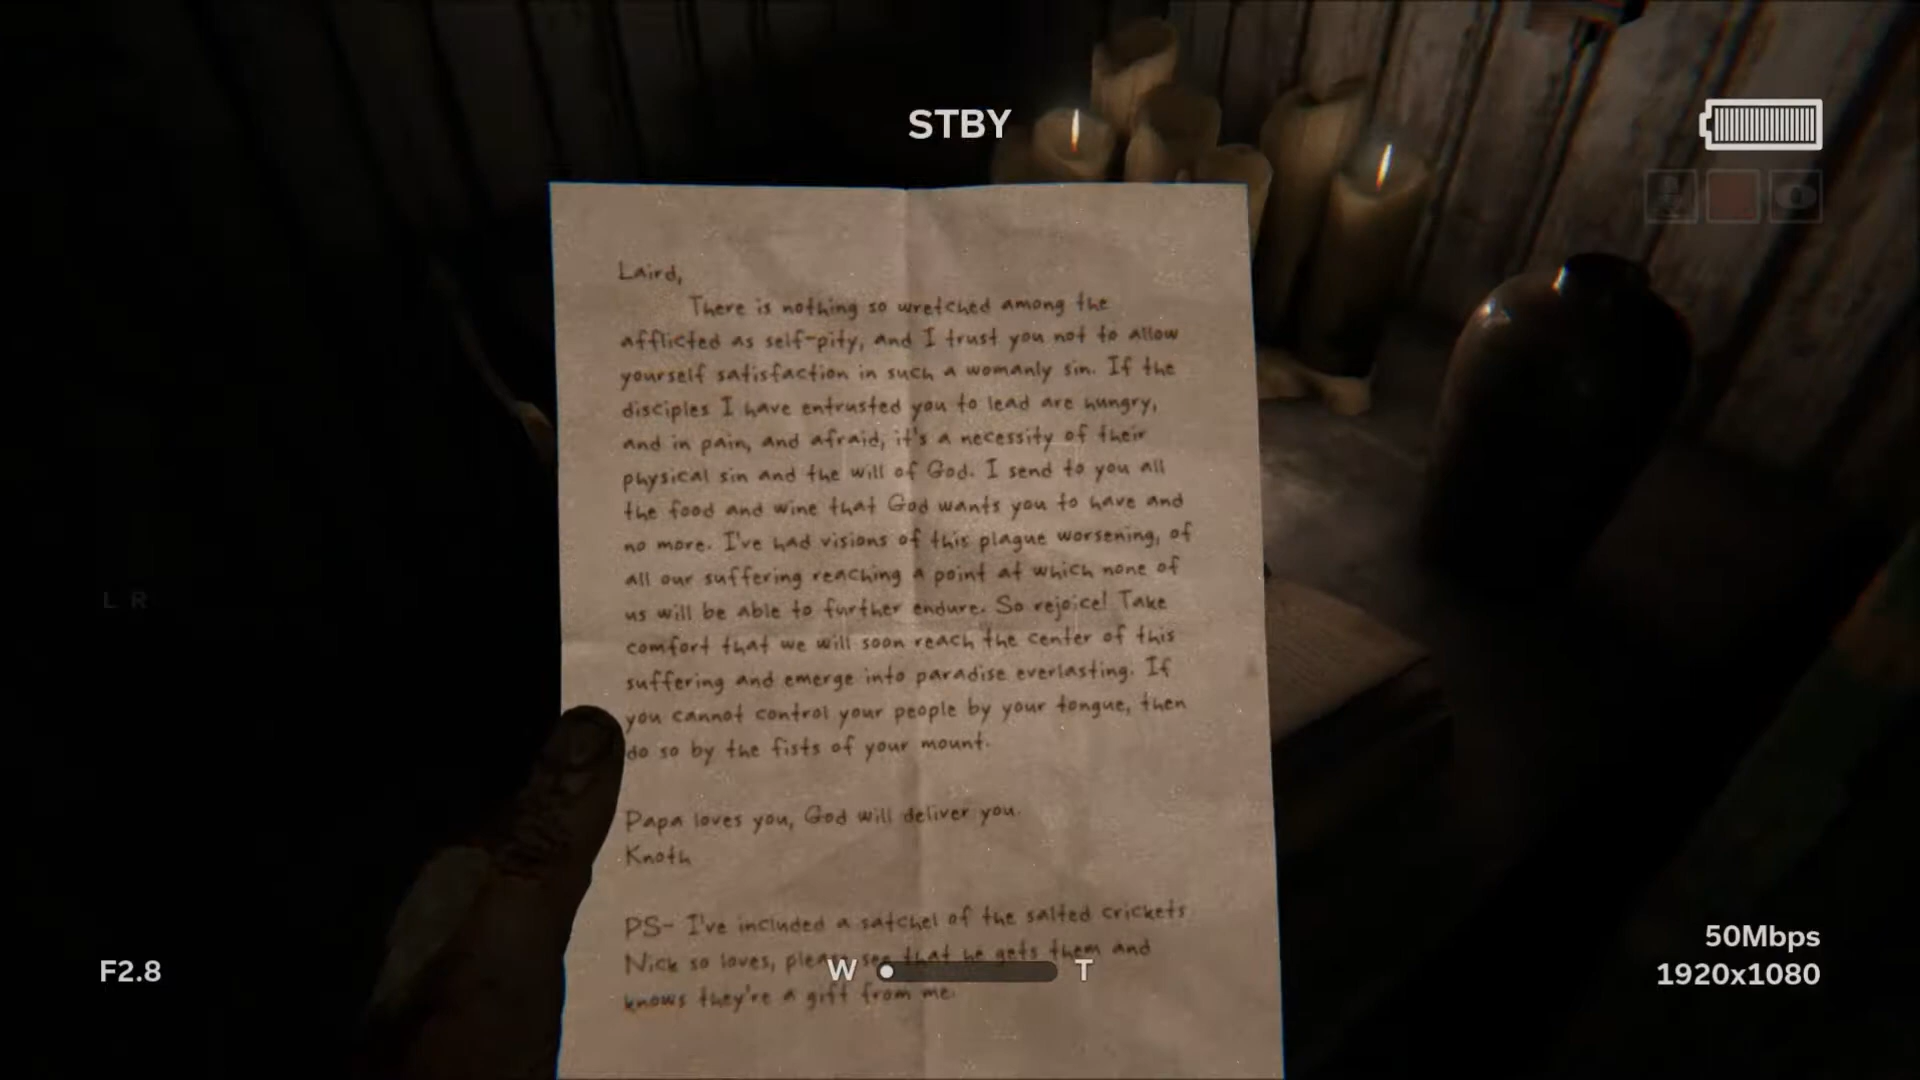 STBY
Laird,
There is nothing so wretched among the
afflicted as self-pity, and I trust you not to allow
yourself satisfaction in such a womanly sin. If the
disciples I have entrusted you to lead are hungry,
and in pain, and afraid, it's a necessity of their
physical sin and the will of God. I send to you all
the food and wine that God wants you to have and
no more. I've had visions of this plague worsening, of
all our suffering reaching a point at which none of
us will be able to further endure. So rejoice! Take
comfort that we will soon reach the center of this
suffering and emerge into paradise everlasting. If
you cannot control your people by your tongue, then
do so by the fists of your mount.
Papa loves you, God will deliver you.
Knoth
PS- I've included a satchel of the salted crickets
Nick so loves, please see that he gets them and
knows they're a gift from me.
L R
F2.8
W T
50Mbps
1920x1080